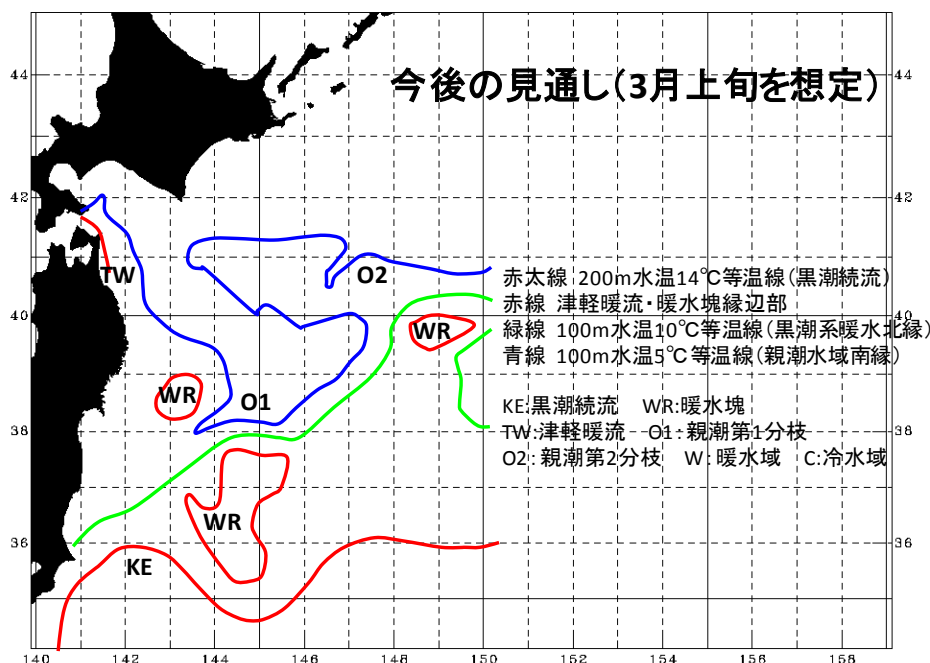 今後の見通し(3月上旬を想定)
44
44
42
42
TW
O2
赤太線 200m水温14℃等温線(黒潮続流)
赤線 津軽暖流・暖水塊縁辺部
40
WR
40
緑線 100m水温10℃等温線(黒潮系暖水北縁)
青線 100m水温5℃等温線(親潮水域南縁)
WR
O1
KE:黒潮続流 WR:暖水塊
38
38
TW:津軽暖流 O1:親潮第1分枝
O2:親潮第2分枝 W:暖水域 C:冷水域
WR
36
36
KE
140 142 144 146 148 150 152 154 156 158